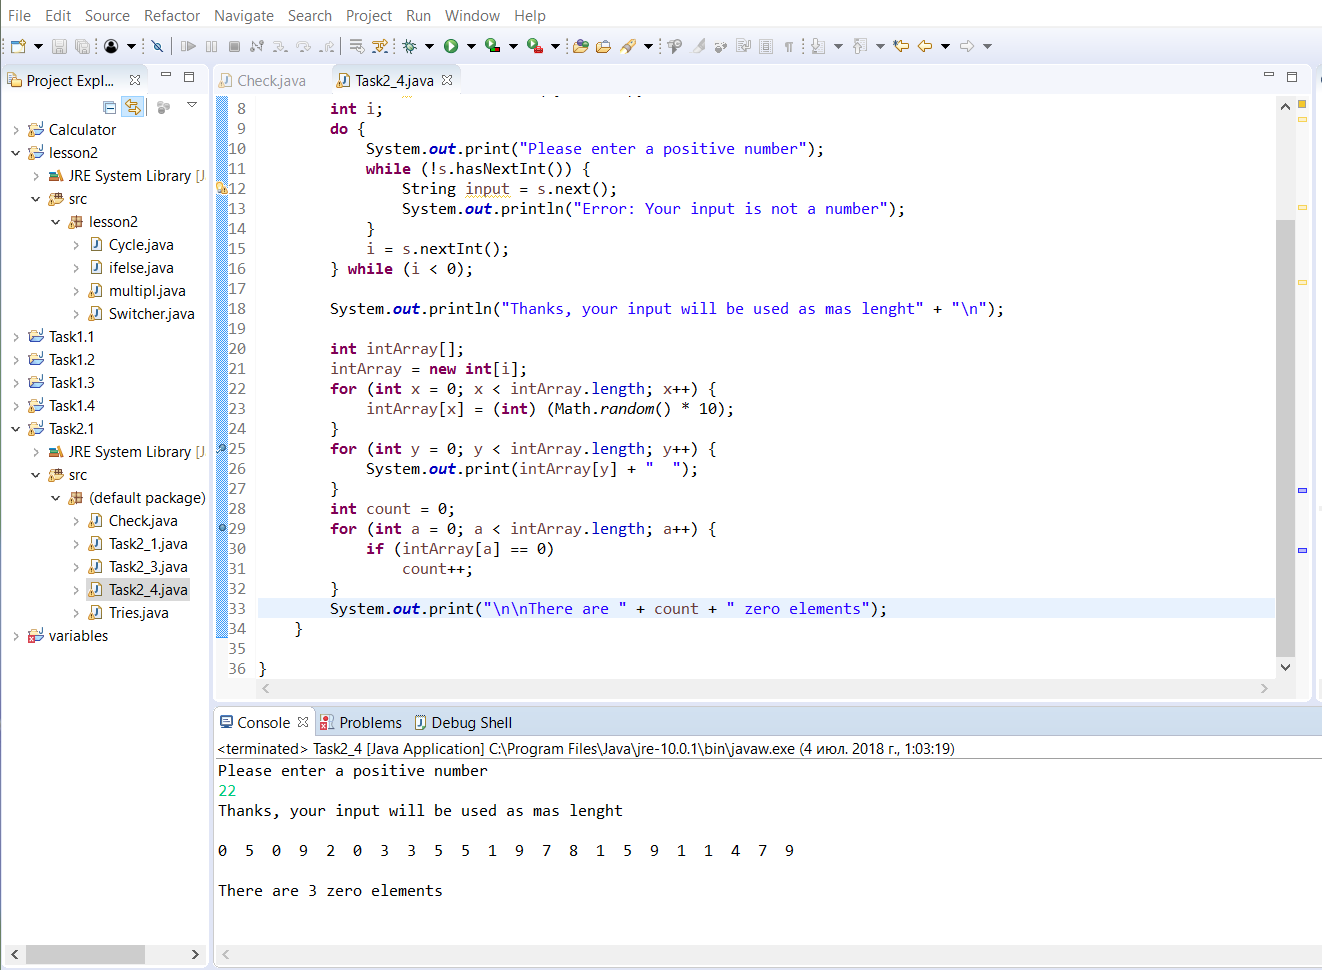 File Edit Source Refactor Navigate Search Project Run Window Help
Project Expl...
Check.java
Task2_4.java
Calculator
lesson2
JRE System Library [J
src
lesson2
Cycle.java
ifelse.java
multipl.java
Switcher.java
Task1.1
Task1.2
Task1.3
Task1.4
Task2.1
JRE System Library [J
src
(default package)
Check.java
Task2_1.java
Task2_3.java
Task2_4.java
Tries.java
variables
8 int i;
9 do {
10 System.out.print("Please enter a positive number");
11 while (!s.hasNextInt()) {
12 String input = s.next();
13 System.out.println("Error: Your input is not a number");
14 }
15 i = s.nextInt();
16 } while (i < 0);
17
18 System.out.println("Thanks, your input will be used as mas lenght" + "\n");
19
20 int intArray[];
21 intArray = new int[i];
22 for (int x = 0; x < intArray.length; x++) {
23 intArray[x] = (int) (Math.random() * 10);
24 }
25 for (int y = 0; y < intArray.length; y++) {
26 System.out.print(intArray[y] + "  ");
27 }
28 int count = 0;
29 for (int a = 0; a < intArray.length; a++) {
30 if (intArray[a] == 0)
31 count++;
32 }
33 System.out.print("\n\nThere are " + count + " zero elements");
34 }
35
36 }
Console Problems Debug Shell
<terminated> Task2_4 [Java Application] C:\Program Files\Java\jre-10.0.1\bin\javaw.exe (4 июл. 2018 г., 1:03:19)
Please enter a positive number
22
Thanks, your input will be used as mas lenght
0 5 0 9 2 0 3 3 5 5 1 9 7 8 1 5 9 1 1 4 7 9
There are 3 zero elements